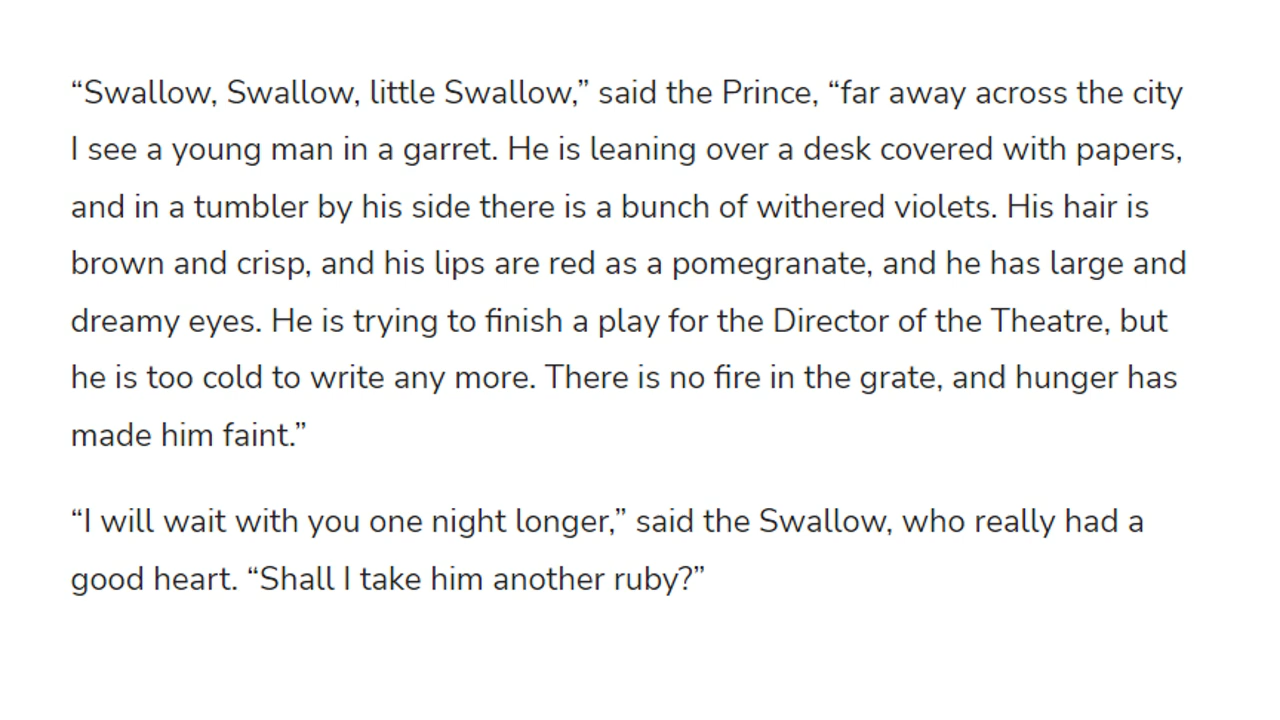 “Swallow, Swallow, little Swallow,” said the Prince, “far away across the city
I see a young man in a garret. He is leaning over a desk covered with papers,
and in a tumbler by his side there is a bunch of withered violets. His hair is
brown and crisp, and his lips are red as a pomegranate, and he has large and
dreamy eyes. He is trying to finish a play for the Director of the Theatre, but
he is too cold to write any more. There is no fire in the grate, and hunger has
made him faint.”
“I will wait with you one night longer,” said the Swallow, who really had a
good heart. “Shall I take him another ruby?”